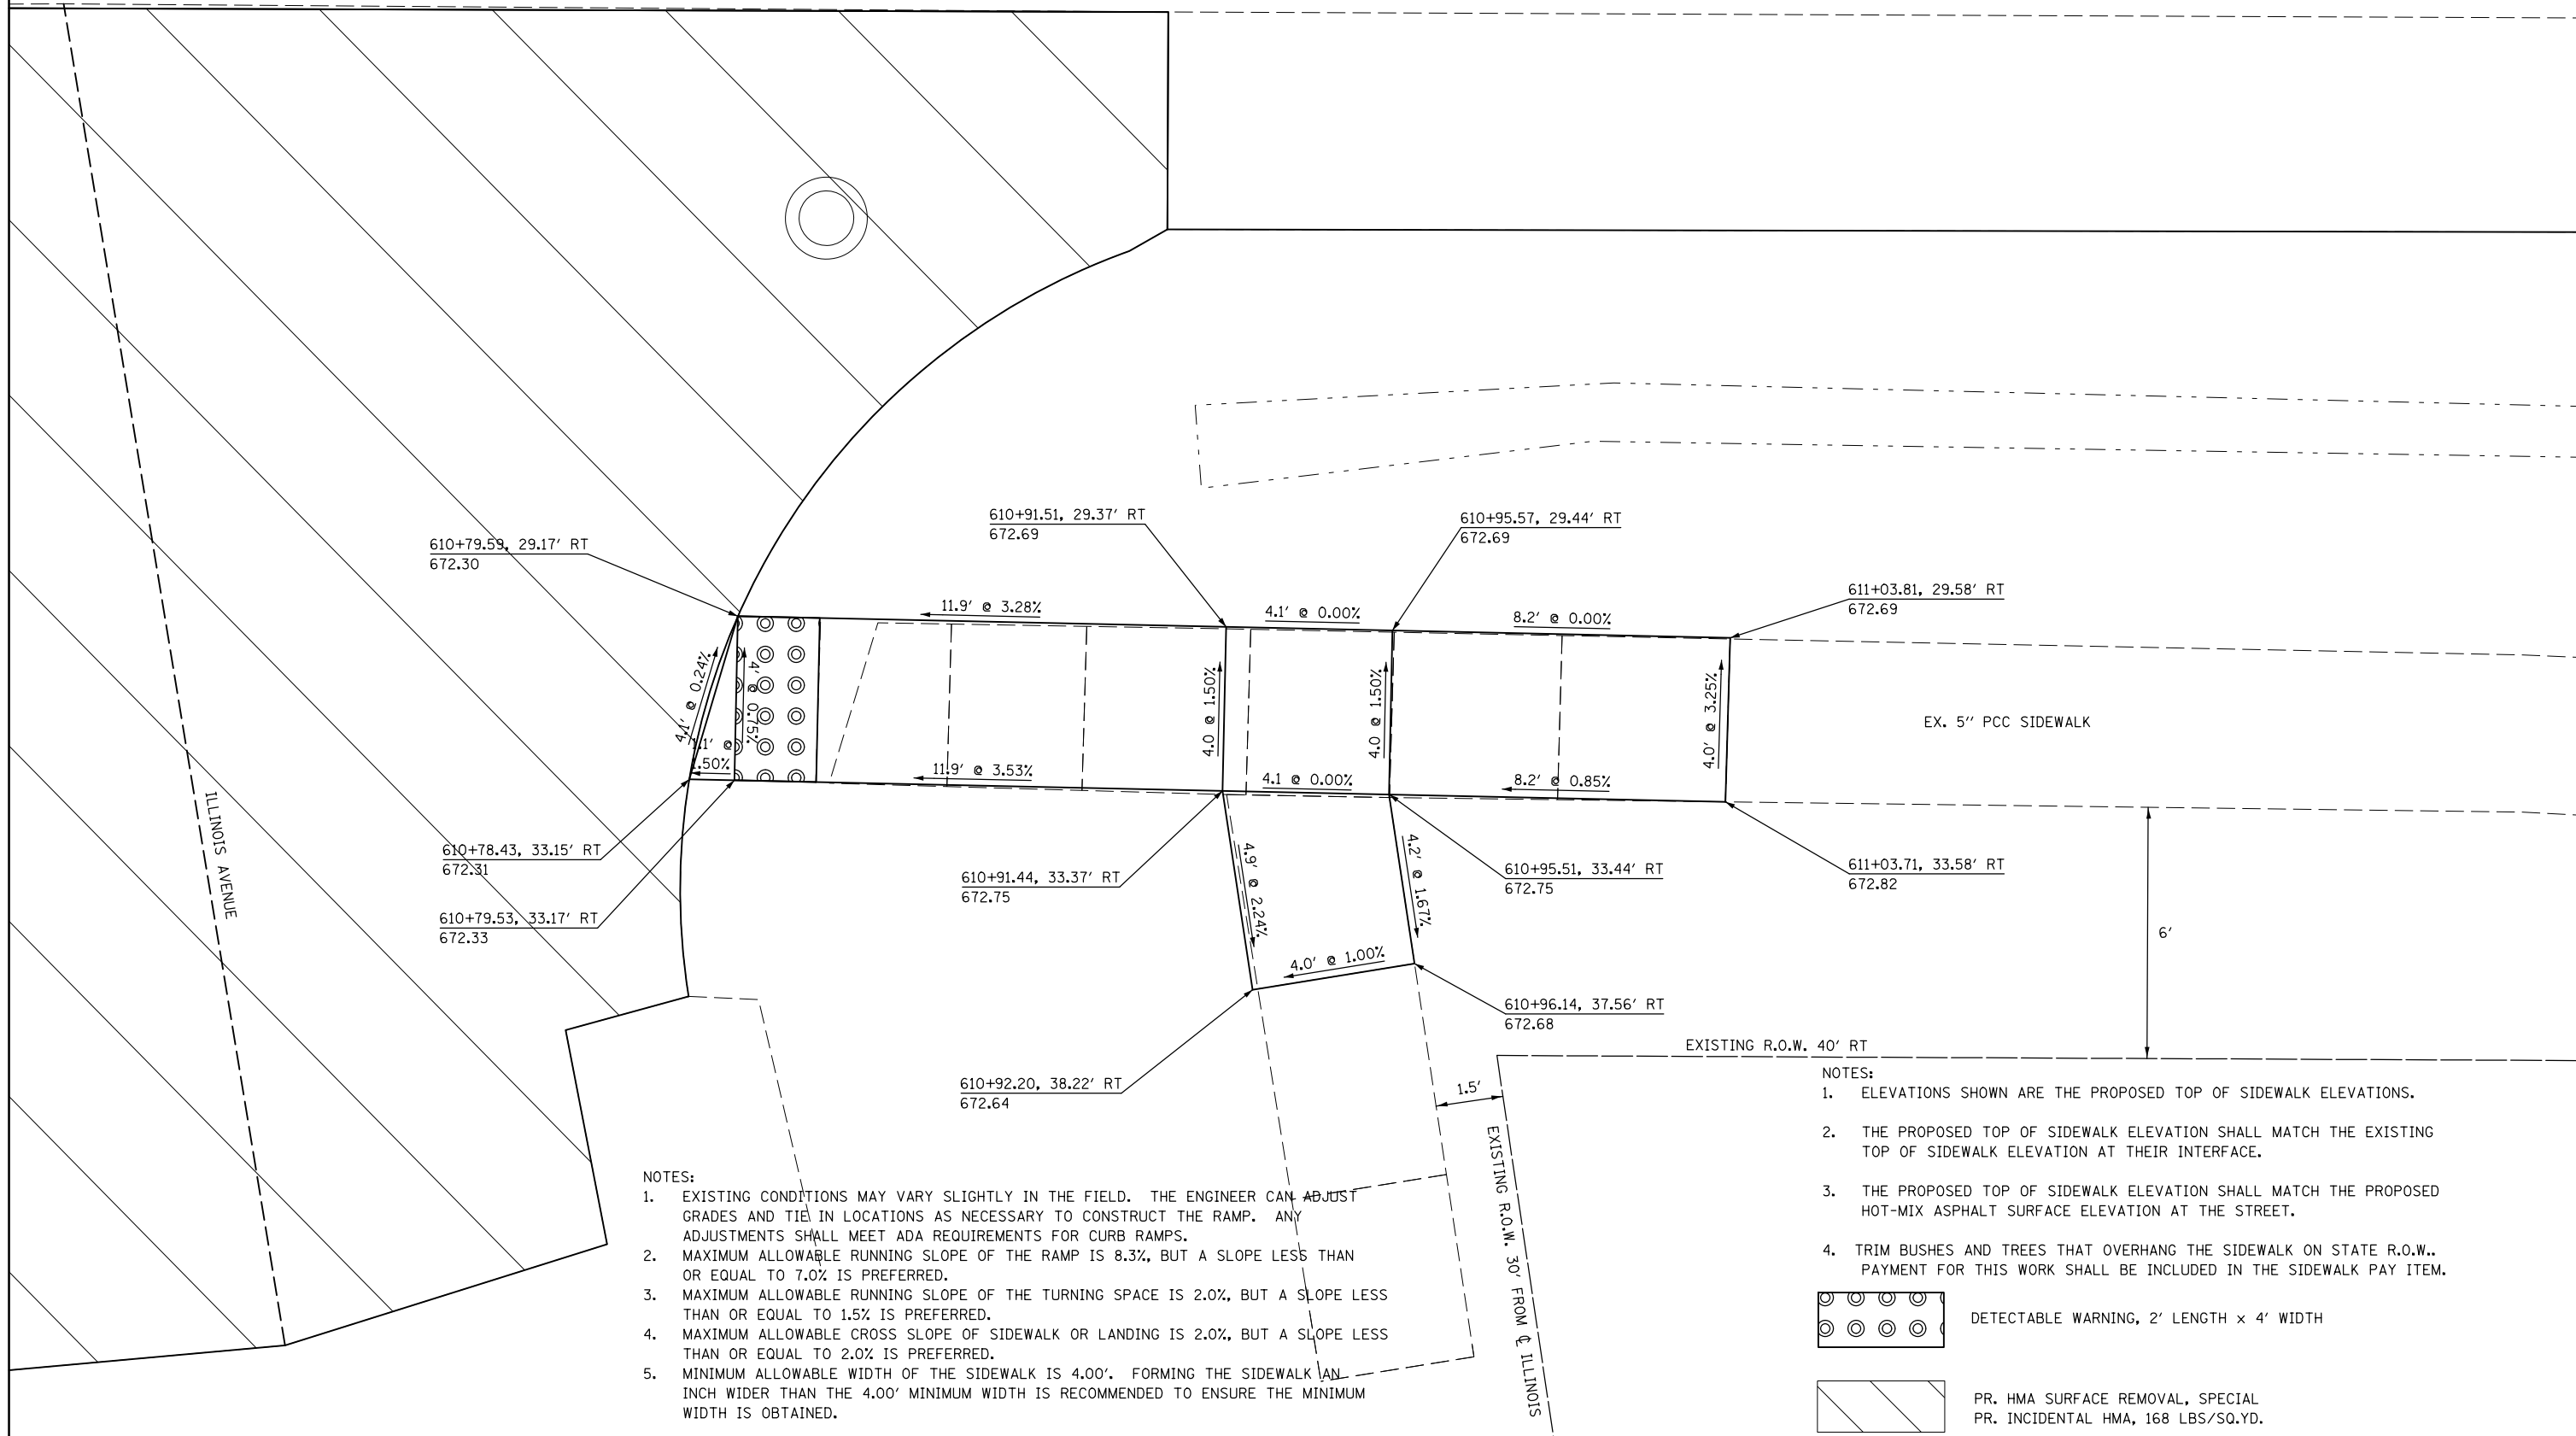 610+91.51, 29.37' RT
672.69
610+95.57, 29.44' RT
672.69
610+79.59, 29.17' RT
672.30
611+03.81, 29.58' RT
672.69
11.9' @ 3.28%
4.1' @ 0.00%
8.2' @ 0.00%
4.1' @ 0.24%
4' @ 0.75%
1.1' @
1.50%
4.0 @ 1.50%
4.0 @ 1.50%
4.0' @ 3.25%
EX. 5" PCC SIDEWALK
11.9' @ 3.53%
4.1 @ 0.00%
8.2' @ 0.85%
ILLINOIS AVENUE
610+78.43, 33.15' RT
672.31
610+79.53, 33.17' RT
672.33
610+91.44, 33.37' RT
672.75
4.9' @ 2.24%
4.2' @ 1.67%
610+95.51, 33.44' RT
672.75
611+03.71, 33.58' RT
672.82
6'
4.0' @ 1.00%
610+96.14, 37.56' RT
672.68
610+92.20, 38.22' RT
672.64
EXISTING R.O.W. 40' RT
1.5'
EXISTING R.O.W. 30' FROM ℄ ILLINOIS
NOTES:
1. EXISTING CONDITIONS MAY VARY SLIGHTLY IN THE FIELD. THE ENGINEER CAN ADJUST
GRADES AND TIE IN LOCATIONS AS NECESSARY TO CONSTRUCT THE RAMP. ANY
ADJUSTMENTS SHALL MEET ADA REQUIREMENTS FOR CURB RAMPS.
2. MAXIMUM ALLOWABLE RUNNING SLOPE OF THE RAMP IS 8.3%, BUT A SLOPE LESS THAN
OR EQUAL TO 7.0% IS PREFERRED.
3. MAXIMUM ALLOWABLE RUNNING SLOPE OF THE TURNING SPACE IS 2.0%, BUT A SLOPE LESS
THAN OR EQUAL TO 1.5% IS PREFERRED.
4. MAXIMUM ALLOWABLE CROSS SLOPE OF SIDEWALK OR LANDING IS 2.0%, BUT A SLOPE LESS
THAN OR EQUAL TO 2.0% IS PREFERRED.
5. MINIMUM ALLOWABLE WIDTH OF THE SIDEWALK IS 4.00'. FORMING THE SIDEWALK AN
INCH WIDER THAN THE 4.00' MINIMUM WIDTH IS RECOMMENDED TO ENSURE THE MINIMUM
WIDTH IS OBTAINED.
NOTES:
1. ELEVATIONS SHOWN ARE THE PROPOSED TOP OF SIDEWALK ELEVATIONS.
2. THE PROPOSED TOP OF SIDEWALK ELEVATION SHALL MATCH THE EXISTING
TOP OF SIDEWALK ELEVATION AT THEIR INTERFACE.
3. THE PROPOSED TOP OF SIDEWALK ELEVATION SHALL MATCH THE PROPOSED
HOT-MIX ASPHALT SURFACE ELEVATION AT THE STREET.
4. TRIM BUSHES AND TREES THAT OVERHANG THE SIDEWALK ON STATE R.O.W..
PAYMENT FOR THIS WORK SHALL BE INCLUDED IN THE SIDEWALK PAY ITEM.
DETECTABLE WARNING, 2' LENGTH x 4' WIDTH
PR. HMA SURFACE REMOVAL, SPECIAL
PR. INCIDENTAL HMA, 168 LBS/SQ.YD.